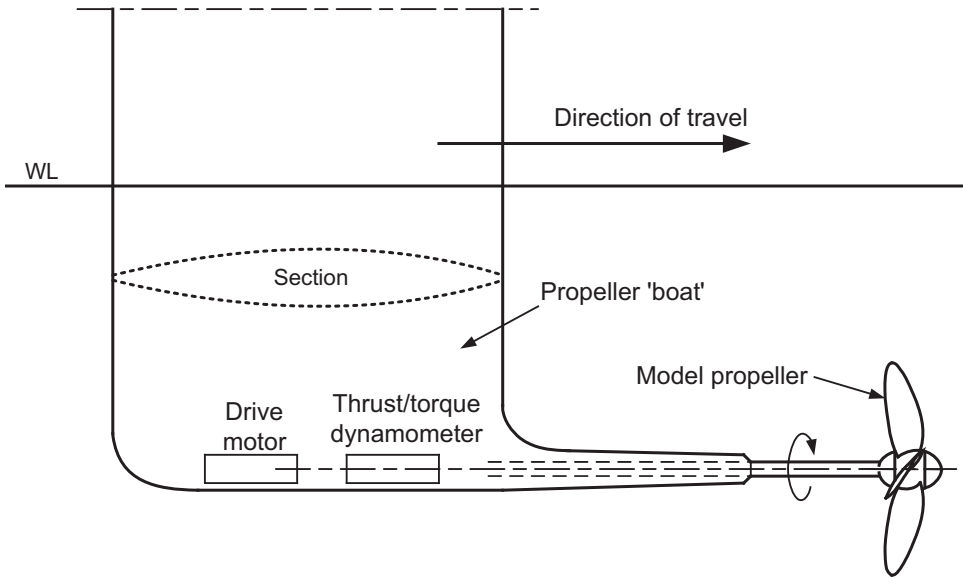 Direction of travel
WL
Section
Propeller 'boat'
Model propeller
Drive
motor
Thrust/torque
dynamometer